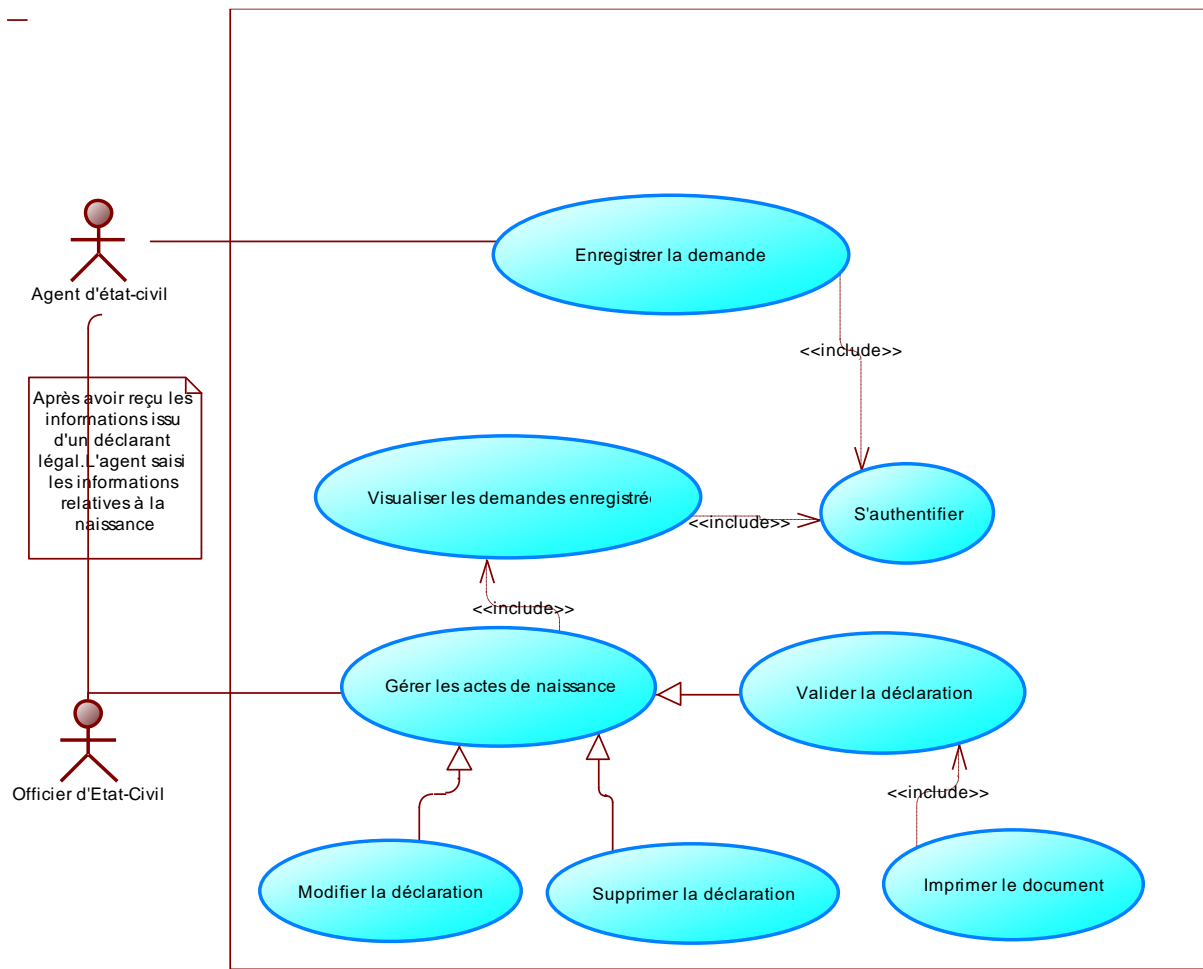 Enregistrer la demande
Agent d'état-civil
<<include>>
Après avoir reçu les
informations issu
d'un déclarant
légal.L'agent saisi
les informations
relatives à la
naissance
Visualiser les demandes enregistrée
<<include>>
S'authentifier
<<include>>
Gérer les actes de naissance
Valider la déclaration
Officier d'Etat-Civil
<<include>>
Modifier la déclaration
Supprimer la déclaration
Imprimer le document